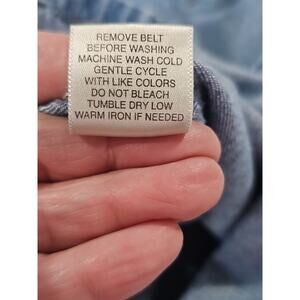 REMOVE BELT
BEFORE WASHING
MACHINE WASH COLD
GENTLE CYCLE
WITH LIKE COLORS
DO NOT BLEACH
TUMBLE DRY LOW
WARM IRON IF NEEDED